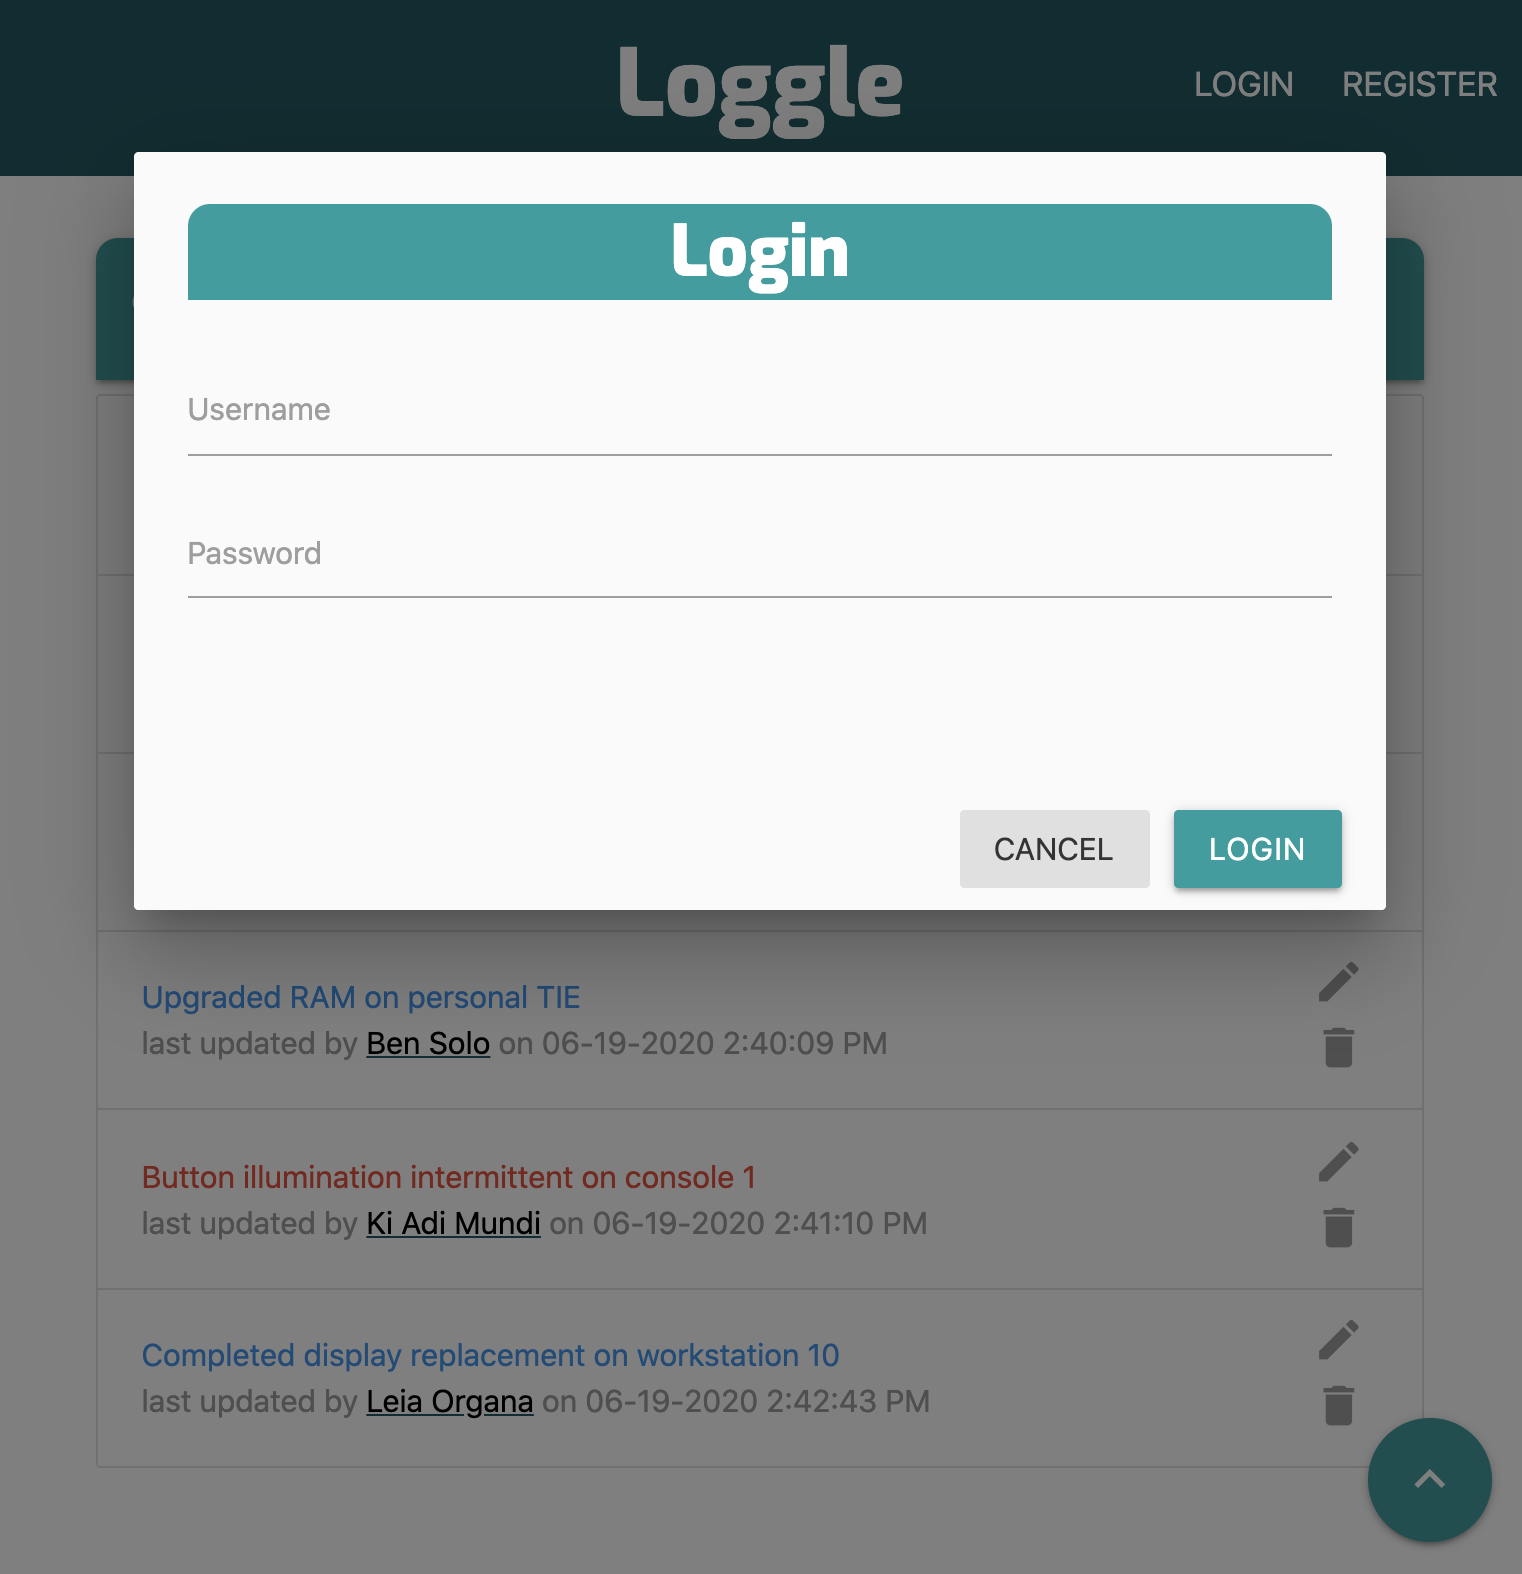 Loggle
LOGIN REGISTER
Login
Username
Password
CANCEL LOGIN
Upgraded RAM on personal TIE
last updated by Ben Solo on 06-19-2020 2:40:09 PM
Button illumination intermittent on console 1
last updated by Ki Adi Mundi on 06-19-2020 2:41:10 PM
Completed display replacement on workstation 10
last updated by Leia Organa on 06-19-2020 2:42:43 PM